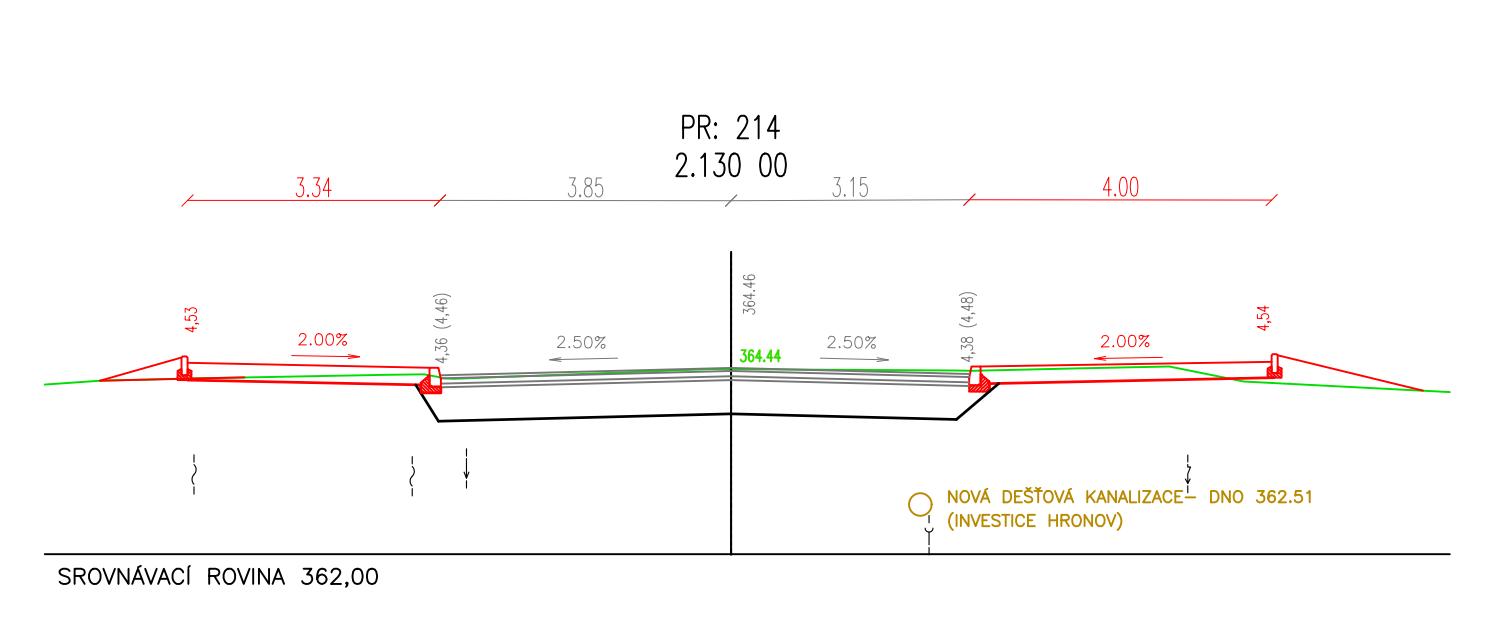 PR: 214
2.130 00
3.34 3.85 3.15 4.00
364.46
4,53 4,36 (4,46) 4,38 (4,48) 4,54
2.00% 2.50% 2.50% 2.00%
364.44
NOVÁ DEŠŤOVÁ KANALIZACE– DNO 362.51
(INVESTICE HRONOV)
SROVNÁVACÍ ROVINA 362,00